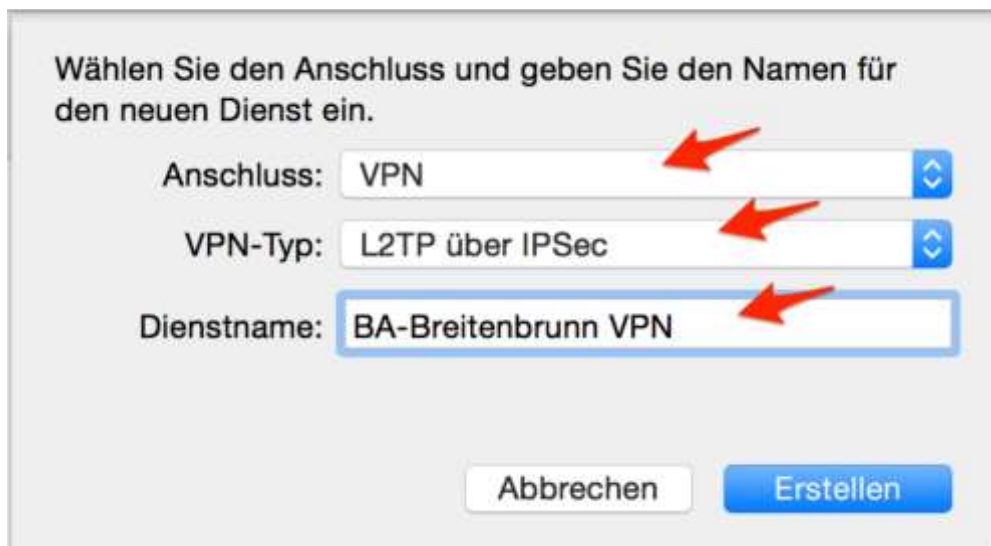 Wählen Sie den Anschluss und geben Sie den Namen für
den neuen Dienst ein.
Anschluss: VPN
VPN-Typ: L2TP über IPSec
Dienstname: BA-Breitenbrunn VPN
Abbrechen Erstellen